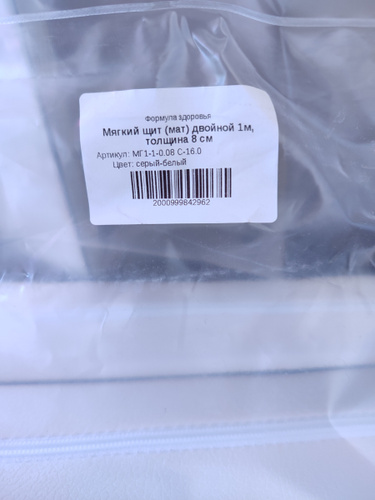 Формула здоровья
Мягкий щит (мат) двойной 1м,
толщина 8 см
Артикул: МГ1-1-0.08 С-16.0
Цвет: серый-белый
2000999842962